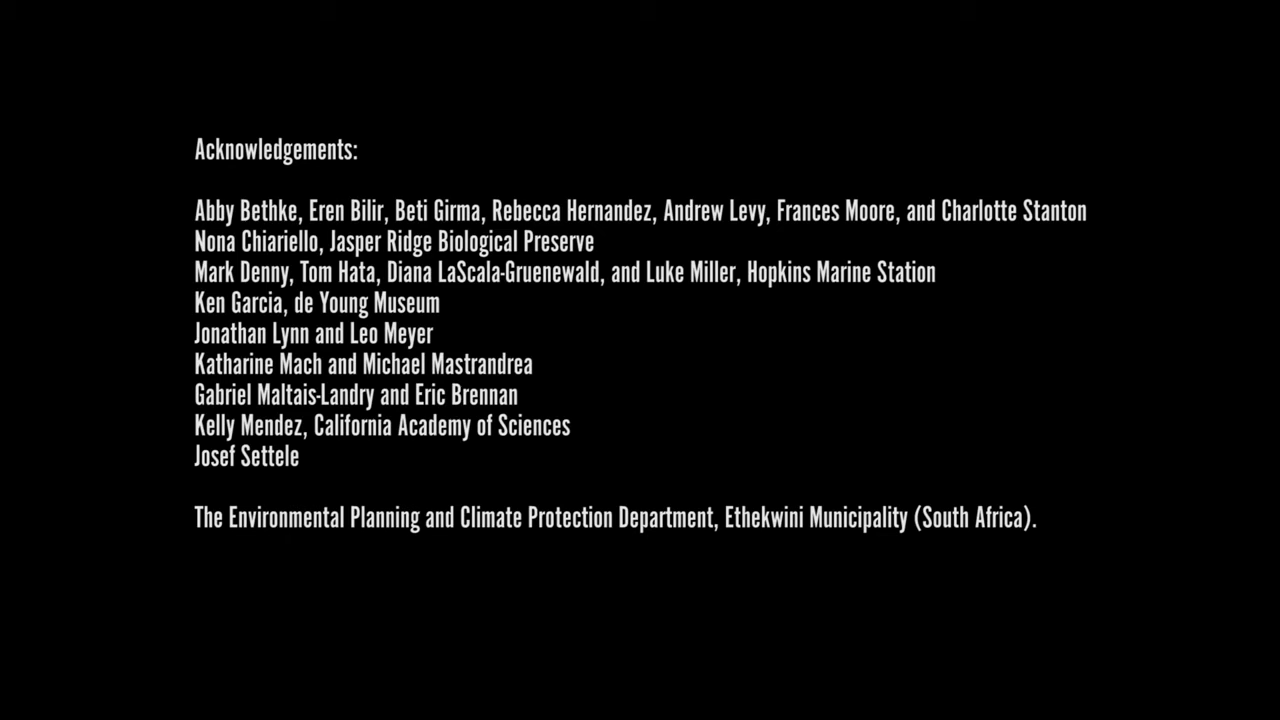 Acknowledgements:
Abby Bethke, Eren Bilir, Beti Girma, Rebecca Hernandez, Andrew Levy, Frances Moore, and Charlotte Stanton
Nona Chiariello, Jasper Ridge Biological Preserve
Mark Denny, Tom Hata, Diana LaScala-Gruenewald, and Luke Miller, Hopkins Marine Station
Ken Garcia, de Young Museum
Jonathan Lynn and Leo Meyer
Katharine Mach and Michael Mastrandrea
Gabriel Maltais-Landry and Eric Brennan
Kelly Mendez, California Academy of Sciences
Josef Settele
The Environmental Planning and Climate Protection Department, Ethekwini Municipality (South Africa).